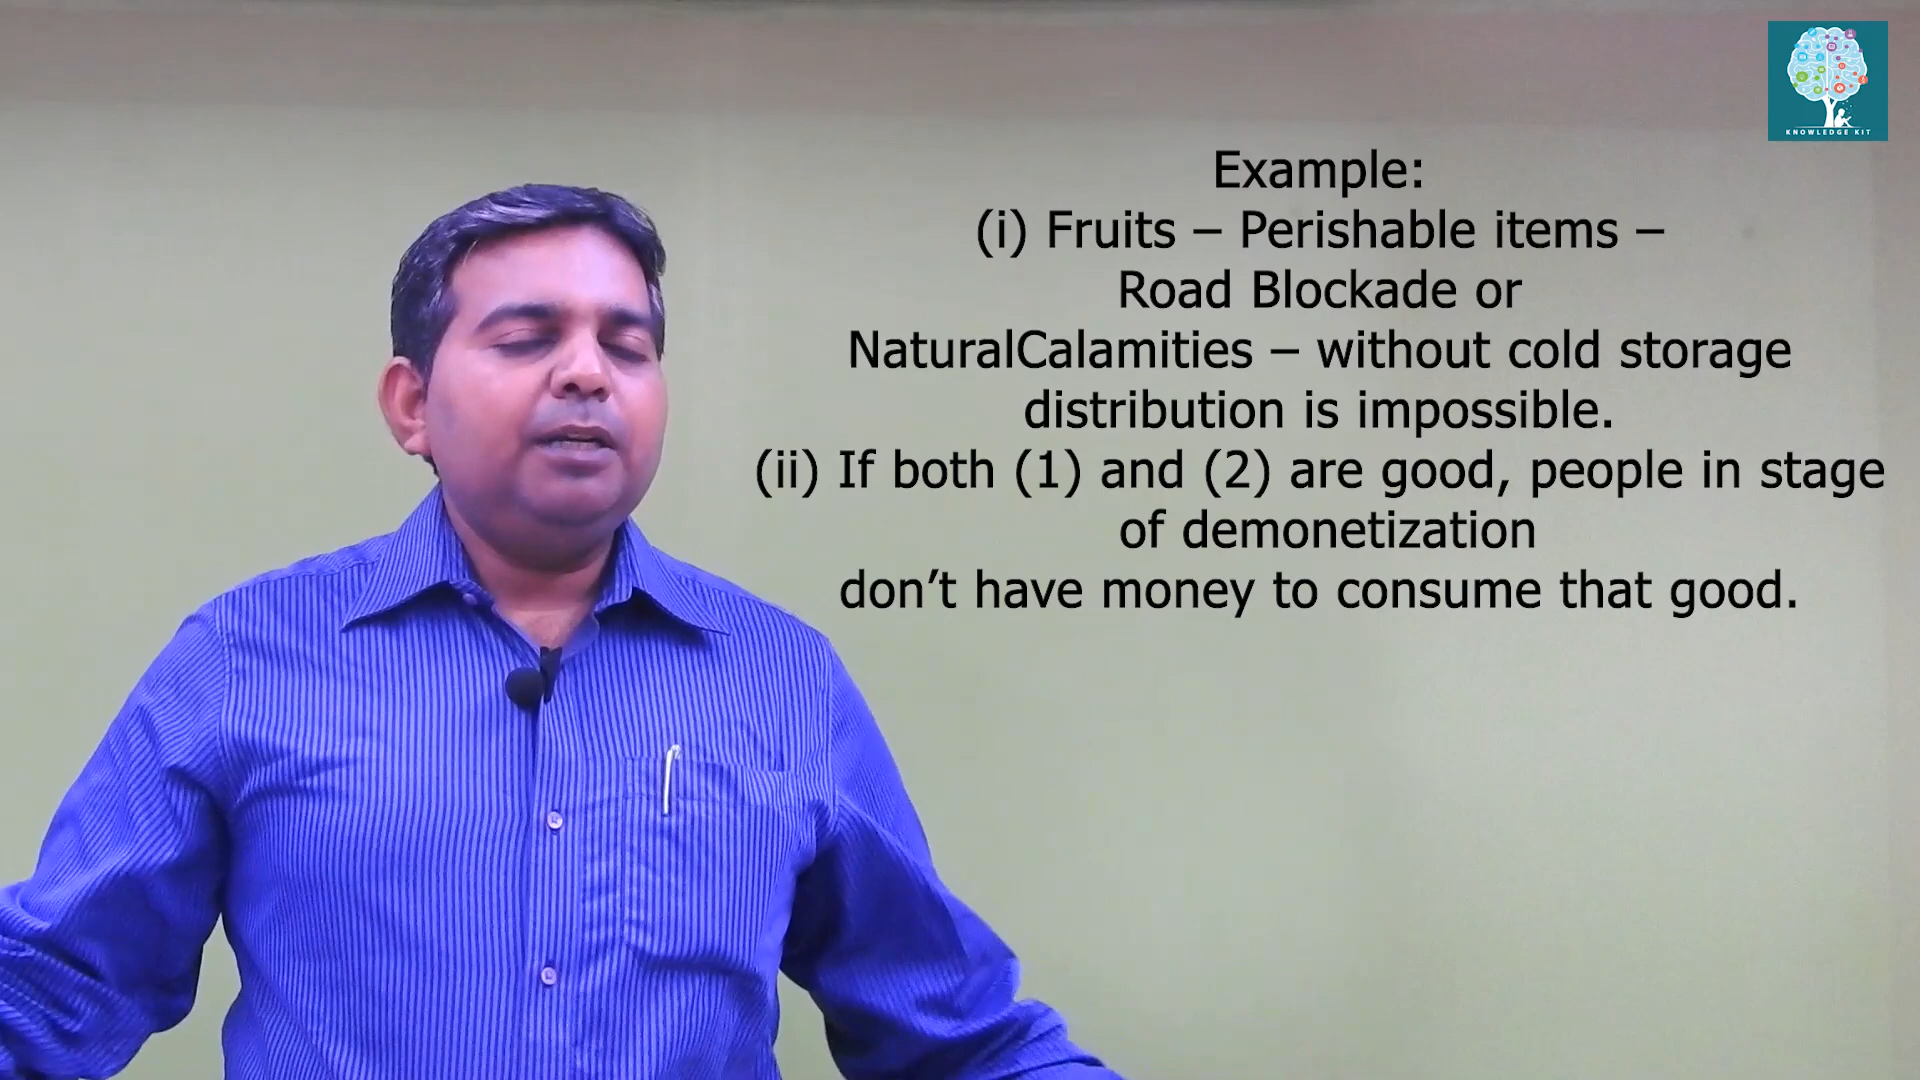 KNOWLEDGE KIT
Example:
(i) Fruits – Perishable items –
Road Blockade or
NaturalCalamities – without cold storage
distribution is impossible.
(ii) If both (1) and (2) are good, people in stage
of demonetization
don’t have money to consume that good.